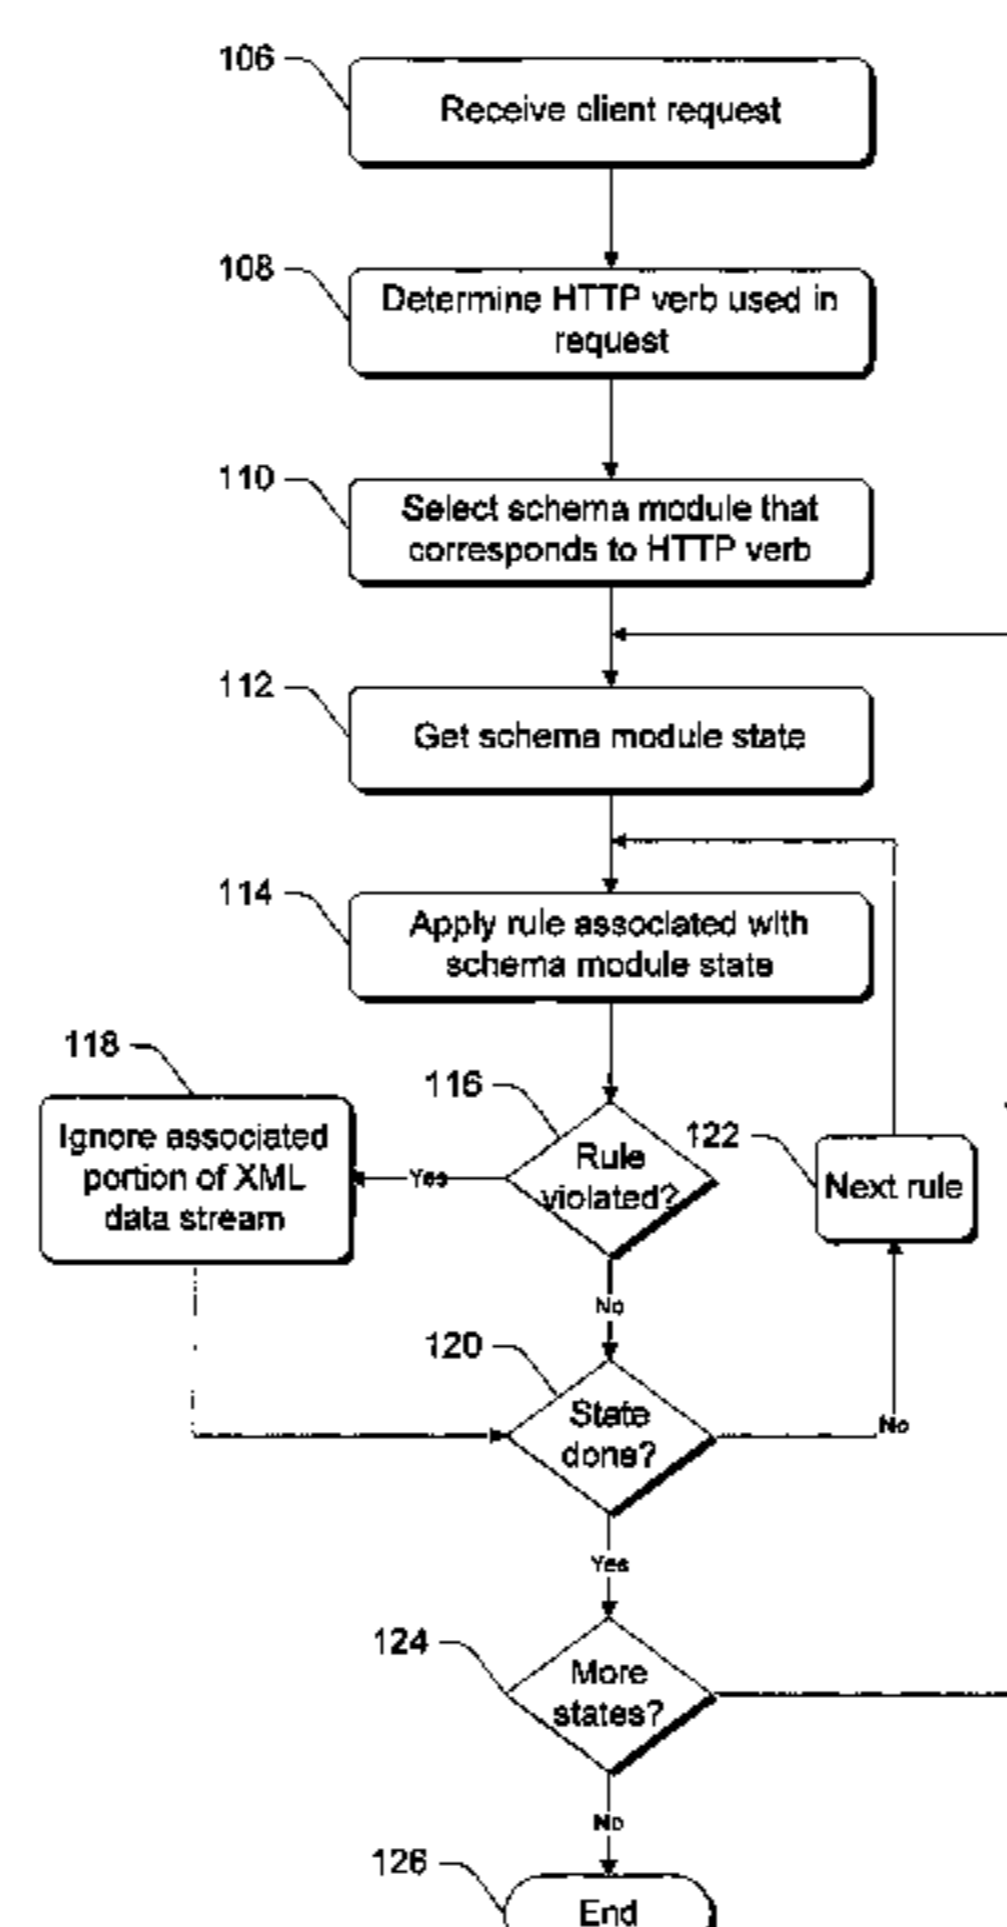 106
Receive client request
108
Determine HTTP verb used in
request
110
Select schema module that
corresponds to HTTP verb
112
Get schema module state
114
Apply rule associated with
schema module state
118
Ignore associated
portion of XML
data stream
116
Rule
violated?
Yes
122
Next rule
No
120
State
done?
No
Yes
124
More
states?
No
126
End